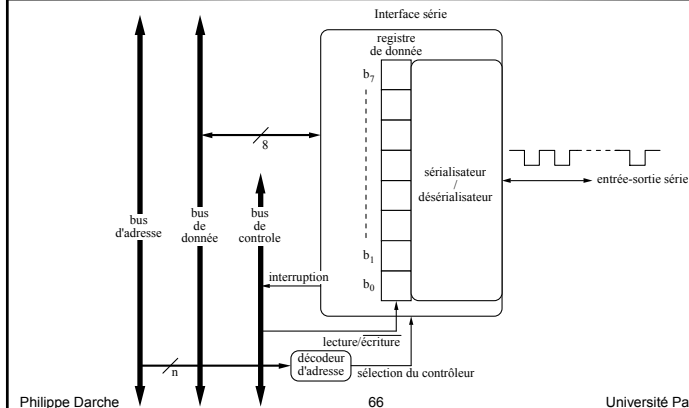 Interface série
registre
de donnée
b7
8
sérialisateur
/
désérialisateur
entrée-sortie série
bus
d'adresse
bus
de
donnée
bus
de
controle
interruption
b1
b0
lecture/écriture
n
décodeur
d'adresse
sélection du contrôleur
Philippe Darche
66
Université Pa